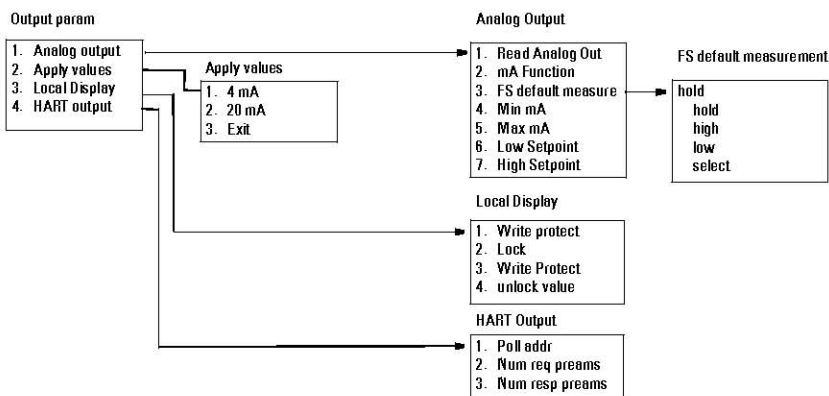 Output param
1. Analog output
2. Apply values
3. Local Display
4. HART output
Apply values
1. 4 mA
2. 20 mA
3. Exit
Analog Output
1. Read Analog Out
2. mA Function
3. FS default measure
4. Min mA
5. Max mA
6. Low Setpoint
7. High Setpoint
FS default measurement
hold
hold
high
low
select
Local Display
1. Write protect
2. Lock
3. Write Protect
4. unlock value
HART Output
1. Poll addr
2. Num req preams
3. Num resp preams